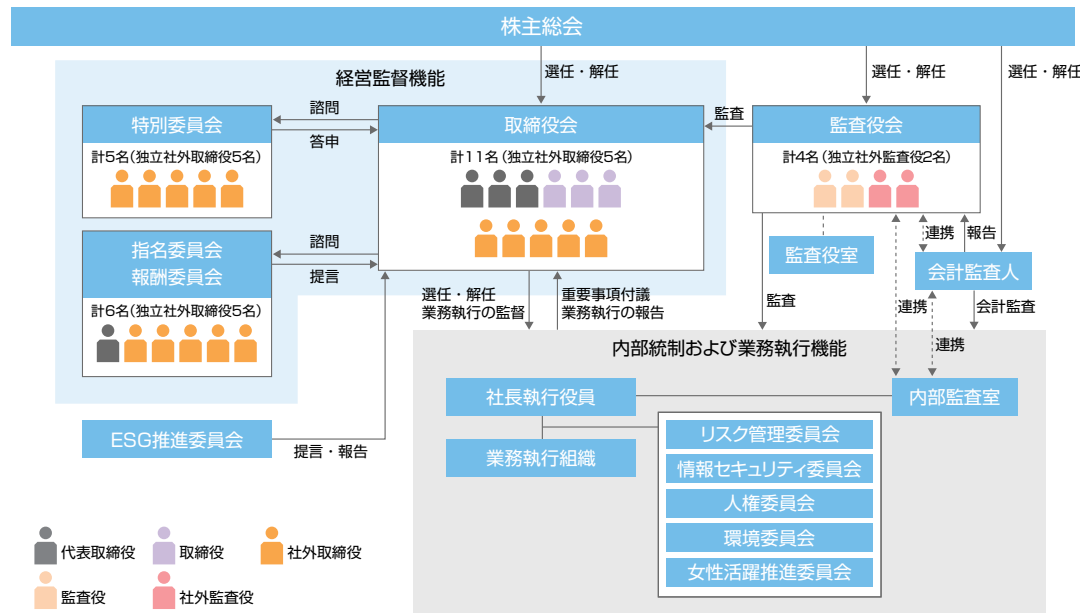 株主総会
選任・解任
選任・解任
選任・解任
経営監督機能
特別委員会
計5名(独立社外取締役5名)
諮問
答申
取締役会
計11名(独立社外取締役5名)
監査
監査役会
計4名(独立社外監査役2名)
指名委員会
報酬委員会
計6名(独立社外取締役5名)
諮問
提言
監査役室
連携
報告
会計監査人
選任・解任
業務執行の監督
重要事項付議
業務執行の報告
監査
連携
会計監査
連携
内部統制および業務執行機能
社長執行役員
内部監査室
業務執行組織
リスク管理委員会
情報セキュリティ委員会
人権委員会
環境委員会
女性活躍推進委員会
ESG推進委員会
提言・報告
代表取締役
取締役
社外取締役
監査役
社外監査役